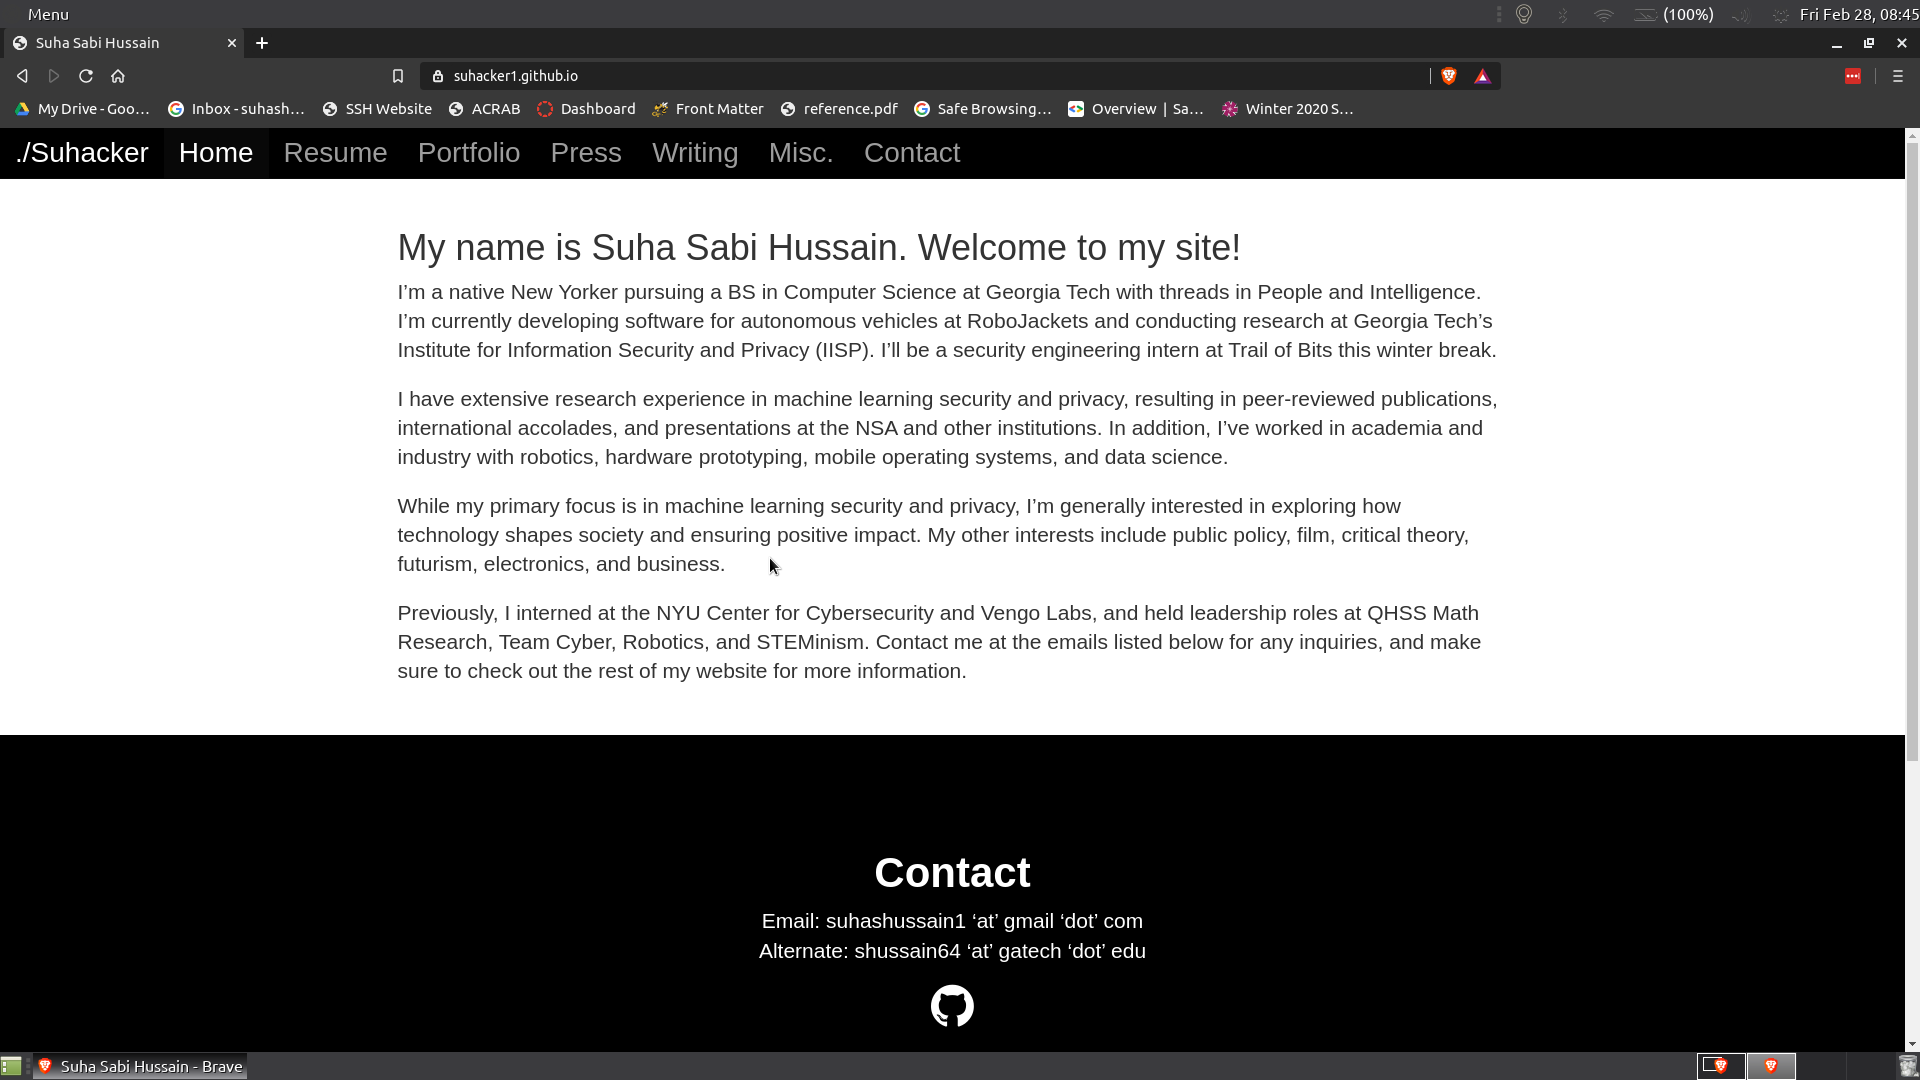 Menu
(100%)
Fri Feb 28, 08:45
Suha Sabi Hussain
suhacker1.github.io
My Drive - Goo…
Inbox - suhash…
SSH Website
ACRAB
Dashboard
Front Matter
reference.pdf
Safe Browsing…
Overview | Sa…
Winter 2020 S…
./Suhacker Home Resume Portfolio Press Writing Misc. Contact
My name is Suha Sabi Hussain. Welcome to my site!
I’m a native New Yorker pursuing a BS in Computer Science at Georgia Tech with threads in People and Intelligence.
I’m currently developing software for autonomous vehicles at RoboJackets and conducting research at Georgia Tech’s
Institute for Information Security and Privacy (IISP). I’ll be a security engineering intern at Trail of Bits this winter break.
I have extensive research experience in machine learning security and privacy, resulting in peer-reviewed publications,
international accolades, and presentations at the NSA and other institutions. In addition, I’ve worked in academia and
industry with robotics, hardware prototyping, mobile operating systems, and data science.
While my primary focus is in machine learning security and privacy, I’m generally interested in exploring how
technology shapes society and ensuring positive impact. My other interests include public policy, film, critical theory,
futurism, electronics, and business.
Previously, I interned at the NYU Center for Cybersecurity and Vengo Labs, and held leadership roles at QHSS Math
Research, Team Cyber, Robotics, and STEMinism. Contact me at the emails listed below for any inquiries, and make
sure to check out the rest of my website for more information.
Contact
Email: suhashussain1 ‘at’ gmail ‘dot’ com
Alternate: shussain64 ‘at’ gatech ‘dot’ edu
Suha Sabi Hussain - Brave